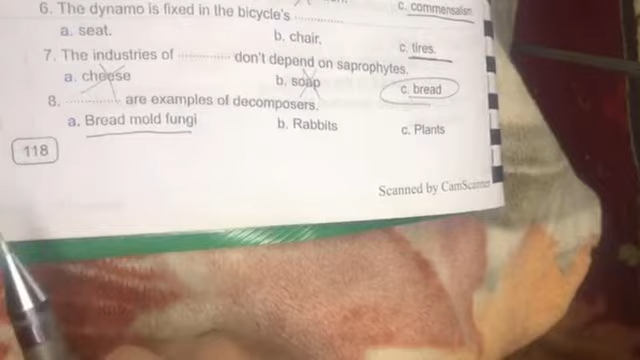 c. commensalism
6. The dynamo is fixed in the bicycle's ..............
a. seat. b. chair. c. tires.
7. The industries of .............. don't depend on saprophytes.
a. cheese b. soap c. bread
8. .............. are examples of decomposers.
a. Bread mold fungi b. Rabbits c. Plants
118
Scanned by CamScanner